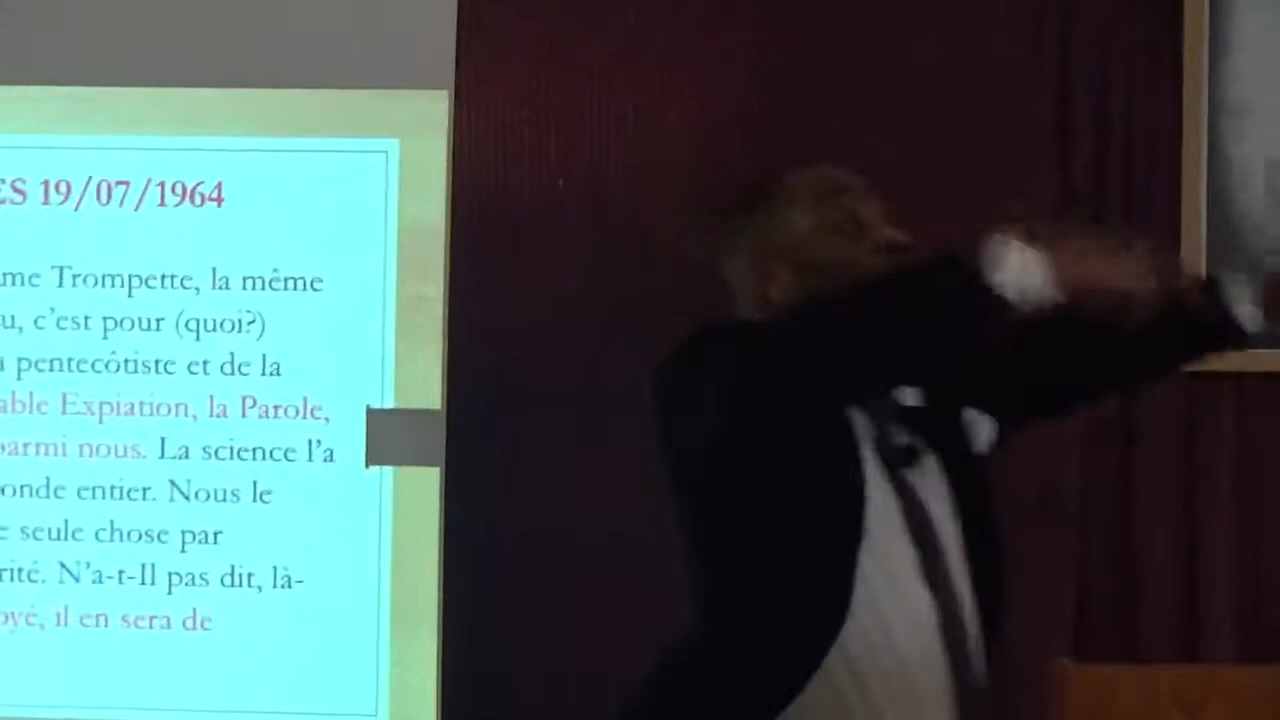 ES 19/07/1964
me Trompette, la même
u, c'est pour (quoi?)
pentecôtiste et de la
able Expiation, la Parole,
parmi nous. La science l'a
onde entier. Nous le
e seule chose par
rité. N'a-t-Il pas dit, là-
oyé, il en sera de